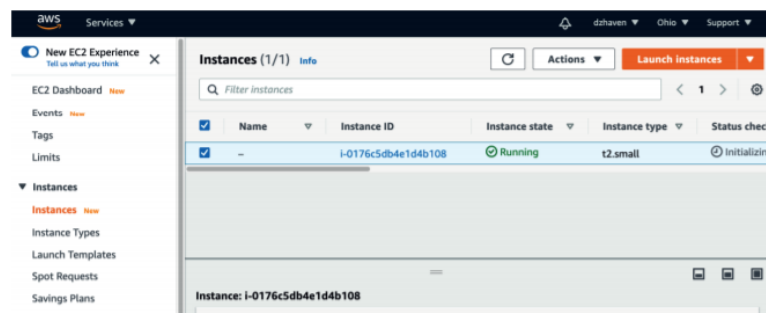 aws Services ▼ dzhaven ▼ Ohio ▼ Support ▼
New EC2 Experience
Tell us what you think
EC2 Dashboard New
Events New
Tags
Limits
▼ Instances
Instances New
Instance Types
Launch Templates
Spot Requests
Savings Plans
Instances (1/1) Info Actions ▼ Launch instances ▼
Filter instances < 1 >
Name Instance ID Instance state Instance type Status chec
– i-0176c5db4e1d4b108 Running t2.small Initializin
Instance: i-0176c5db4e1d4b108